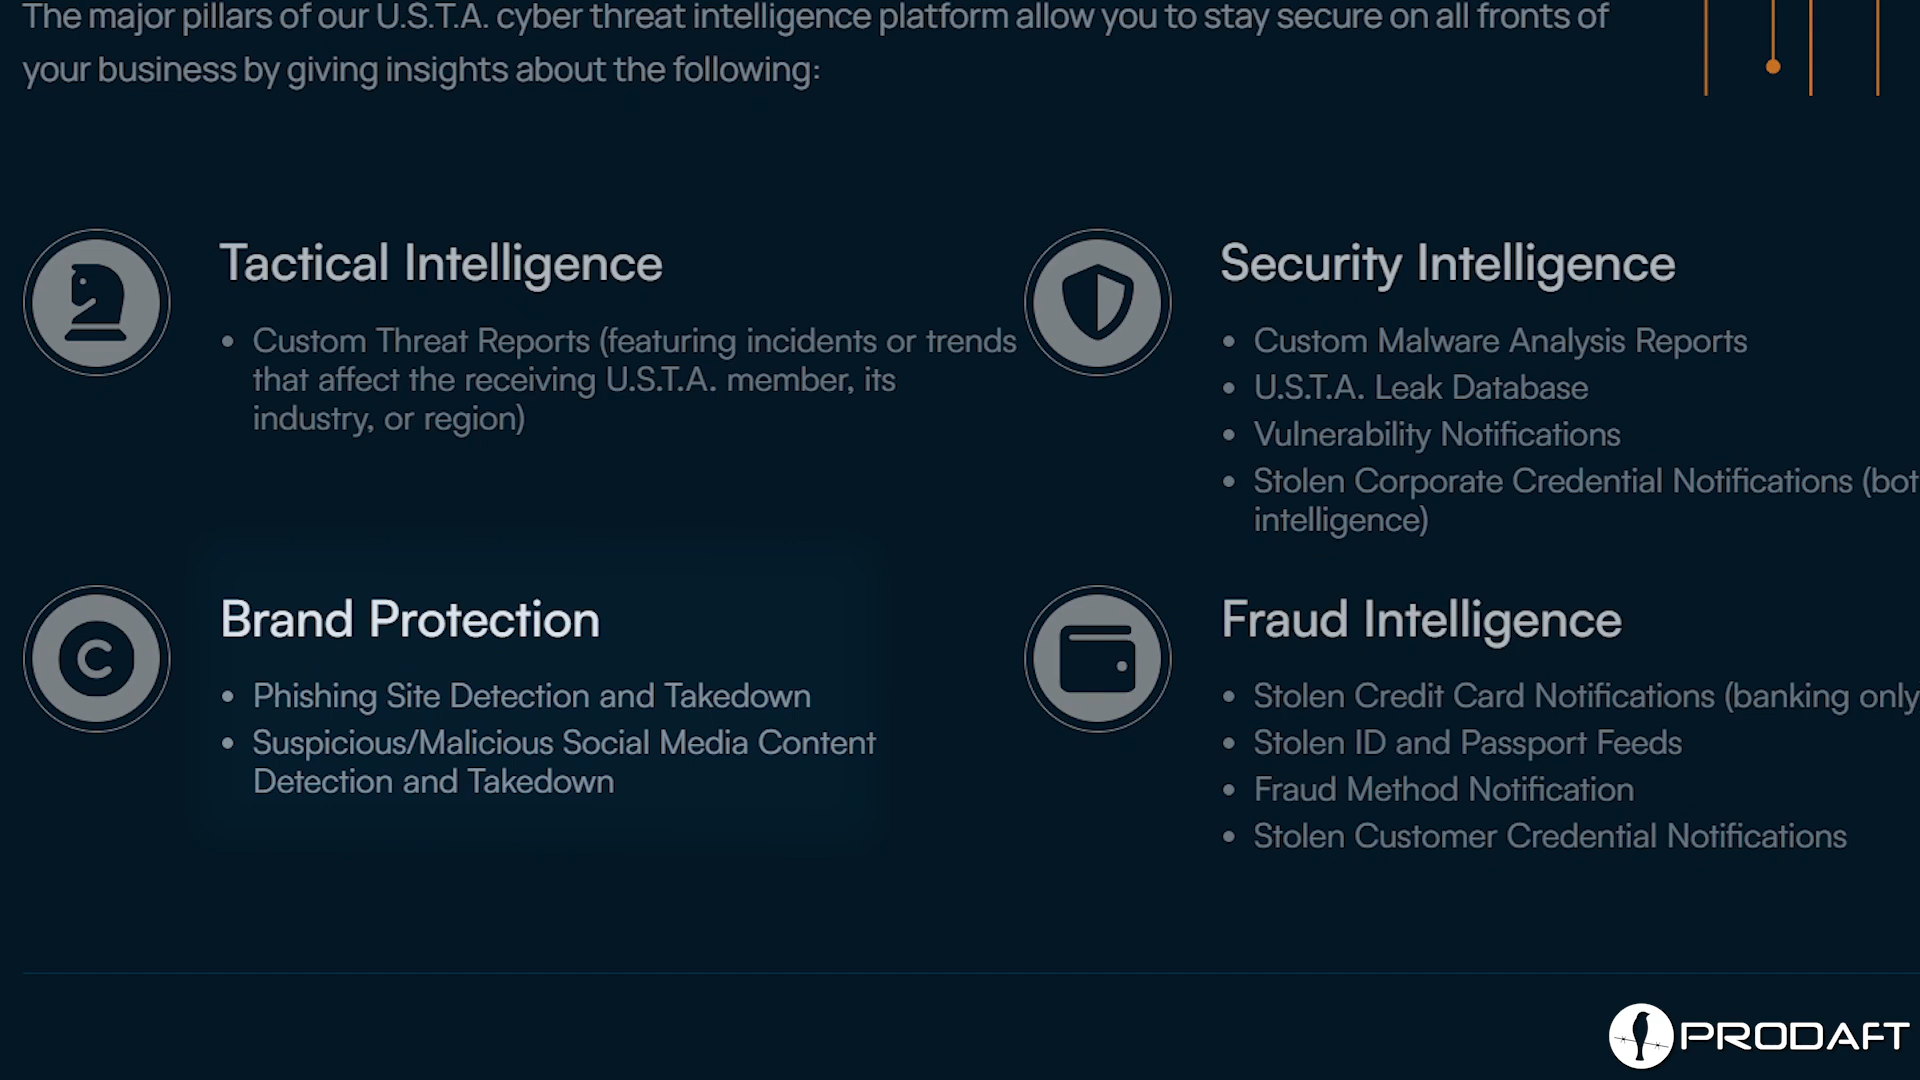 The major pillars of our U.S.T.A. cyber threat intelligence platform allow you to stay secure on all fronts of
your business by giving insights about the following:
Tactical Intelligence
• Custom Threat Reports (featuring incidents or trends
that affect the receiving U.S.T.A. member, its
industry, or region)
Security Intelligence
• Custom Malware Analysis Reports
• U.S.T.A. Leak Database
• Vulnerability Notifications
• Stolen Corporate Credential Notifications (bot
intelligence)
Brand Protection
• Phishing Site Detection and Takedown
• Suspicious/Malicious Social Media Content
Detection and Takedown
Fraud Intelligence
• Stolen Credit Card Notifications (banking only
• Stolen ID and Passport Feeds
• Fraud Method Notification
• Stolen Customer Credential Notifications
PRODAFT